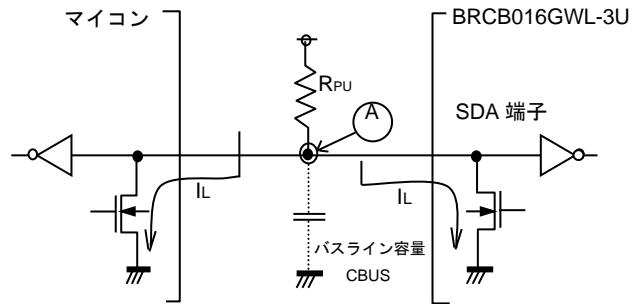 マイコン
BRCB016GWL-3U
RPU
A
SDA 端子
IL
IL
バスライン容量
CBUS